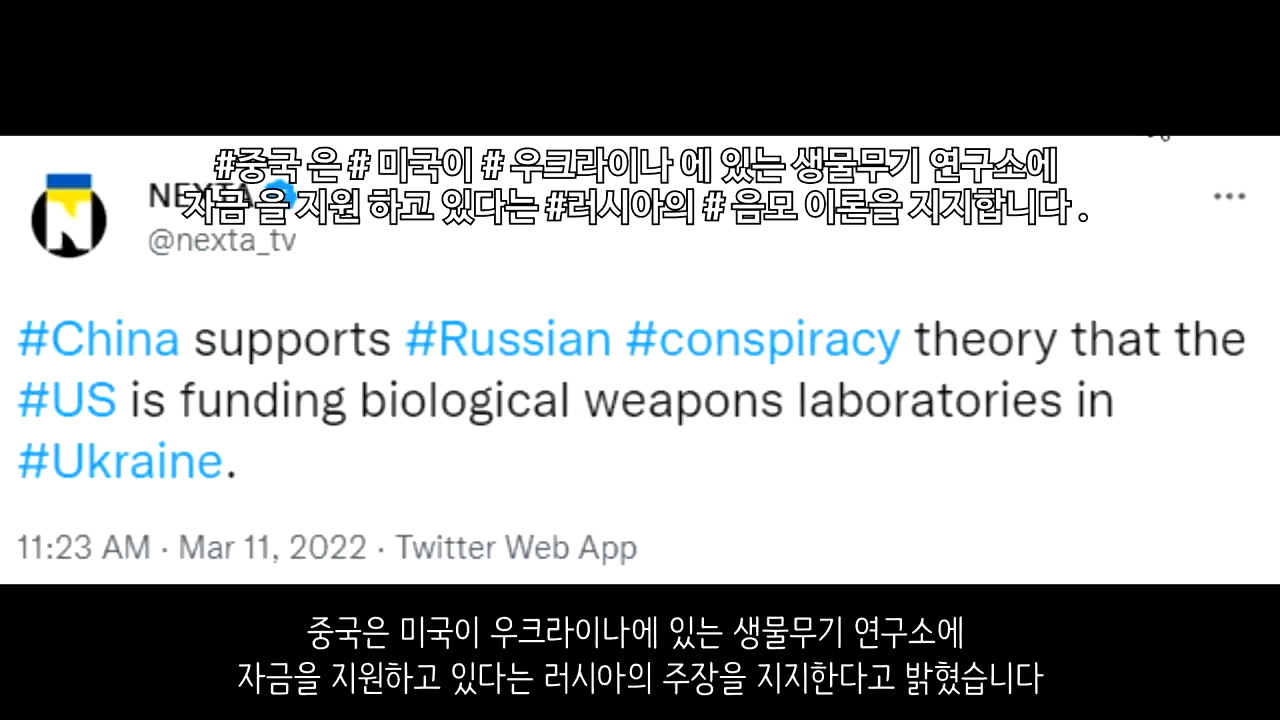 #중국 은 # 미국이 # 우크라이나 에 있는 생물무기 연구소에
자금 을 지원 하고 있다는 #러시아의 # 음모 이론을 지지합니다 .
NEXTA
@nexta_tv
#China supports #Russian #conspiracy theory that the
#US is funding biological weapons laboratories in
#Ukraine.
11:23 AM · Mar 11, 2022 · Twitter Web App
중국은 미국이 우크라이나에 있는 생물무기 연구소에
자금을 지원하고 있다는 러시아의 주장을 지지한다고 밝혔습니다